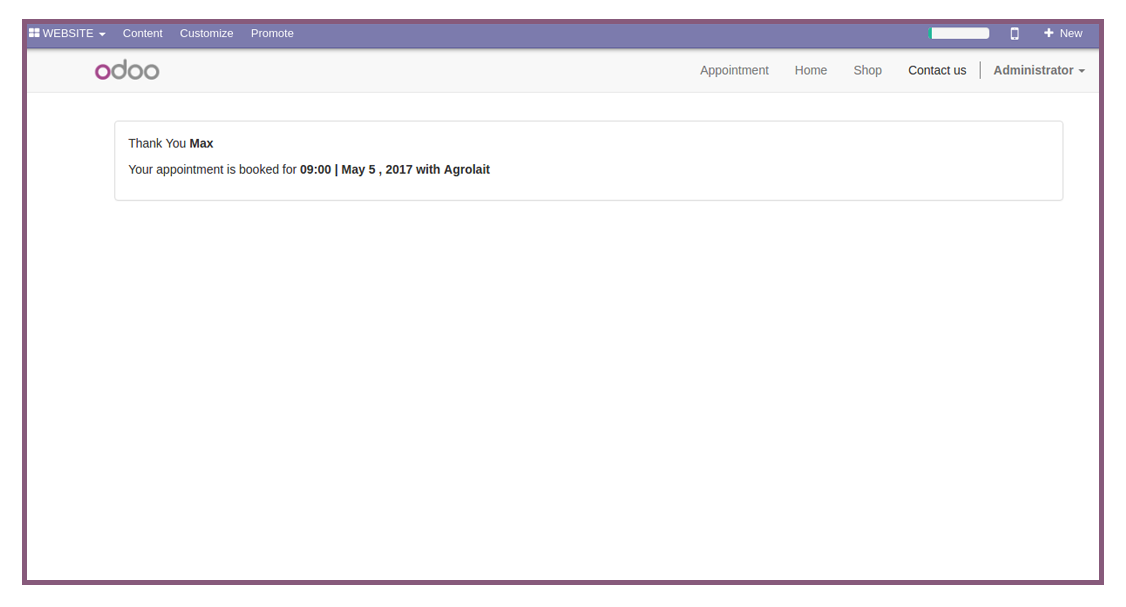 WEBSITE Content Customize Promote New
odoo Appointment Home Shop Contact us Administrator
Thank You Max
Your appointment is booked for 09:00 | May 5 , 2017 with Agrolait